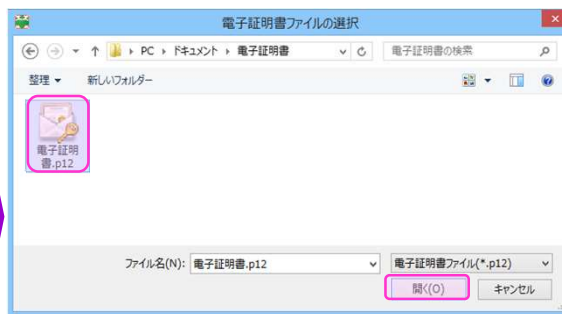 電子証明書ファイルの選択
PC ドキュメント 電子証明書
電子証明書の検索
整理 新しいフォルダー
電子証明
書.p12
ファイル名(N): 電子証明書.p12
電子証明書ファイル(*.p12)
開く(O) キャンセル